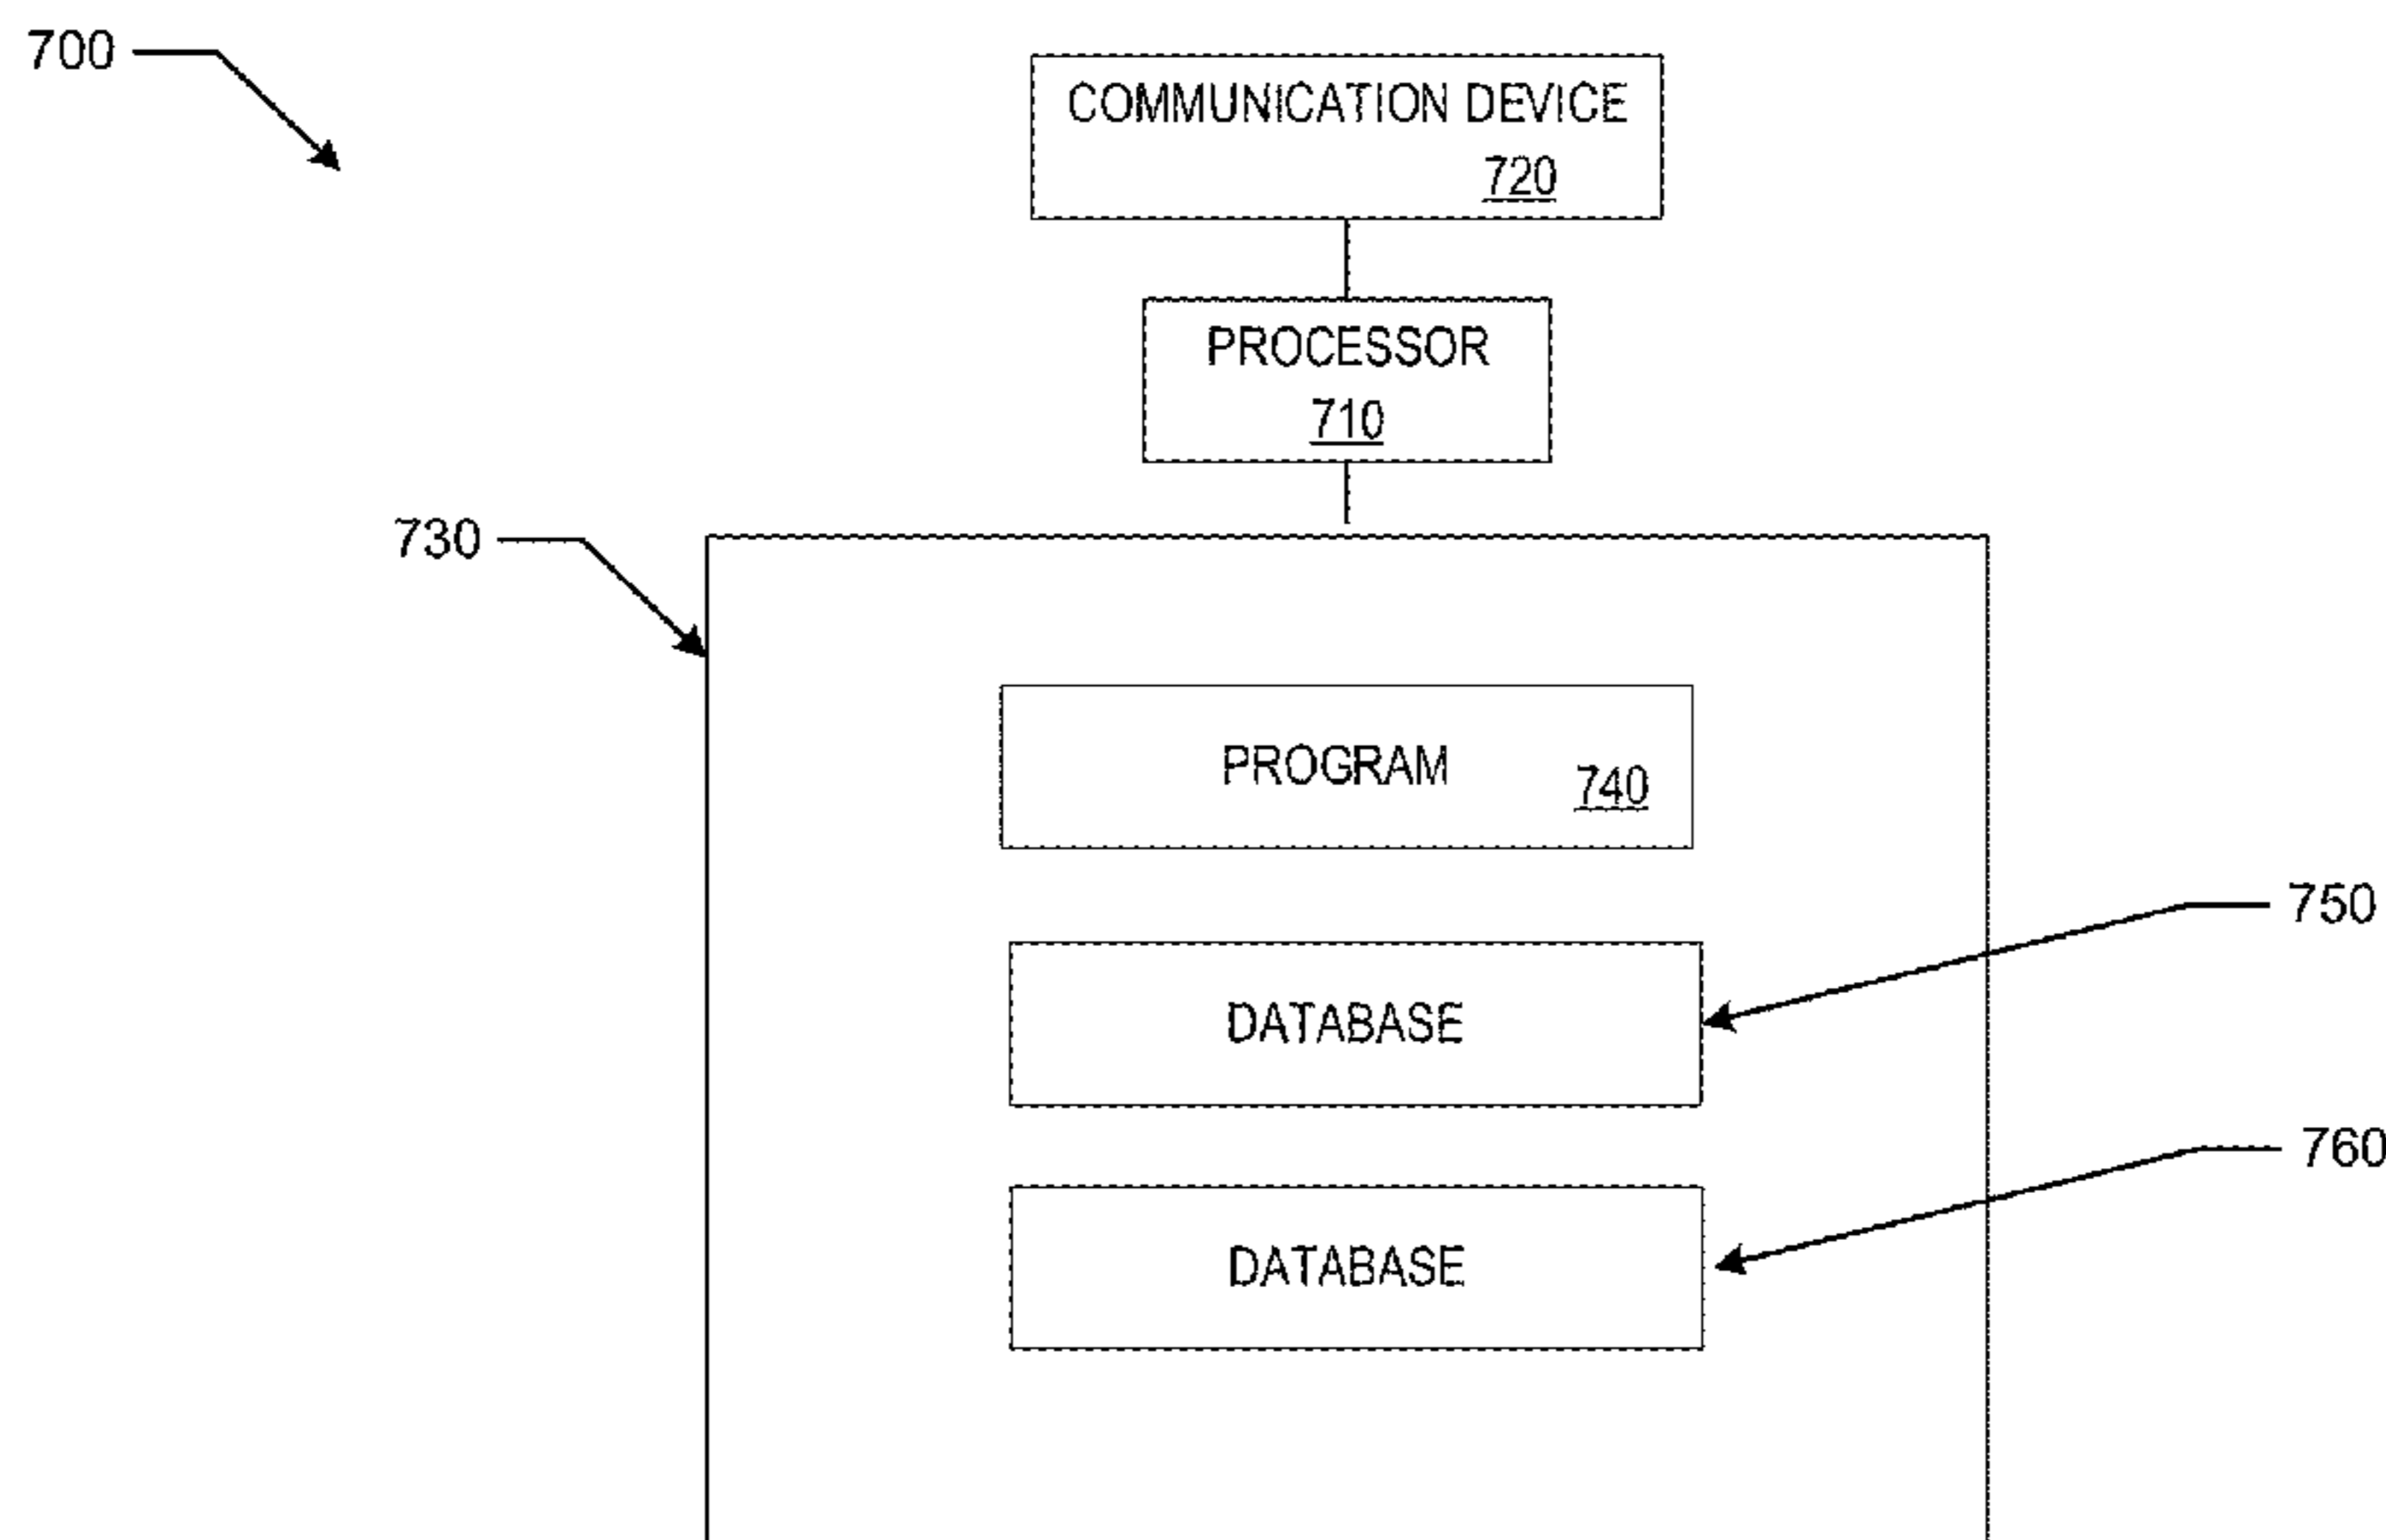 700
COMMUNICATION DEVICE
720
PROCESSOR
710
730
PROGRAM
740
750
DATABASE
760
DATABASE